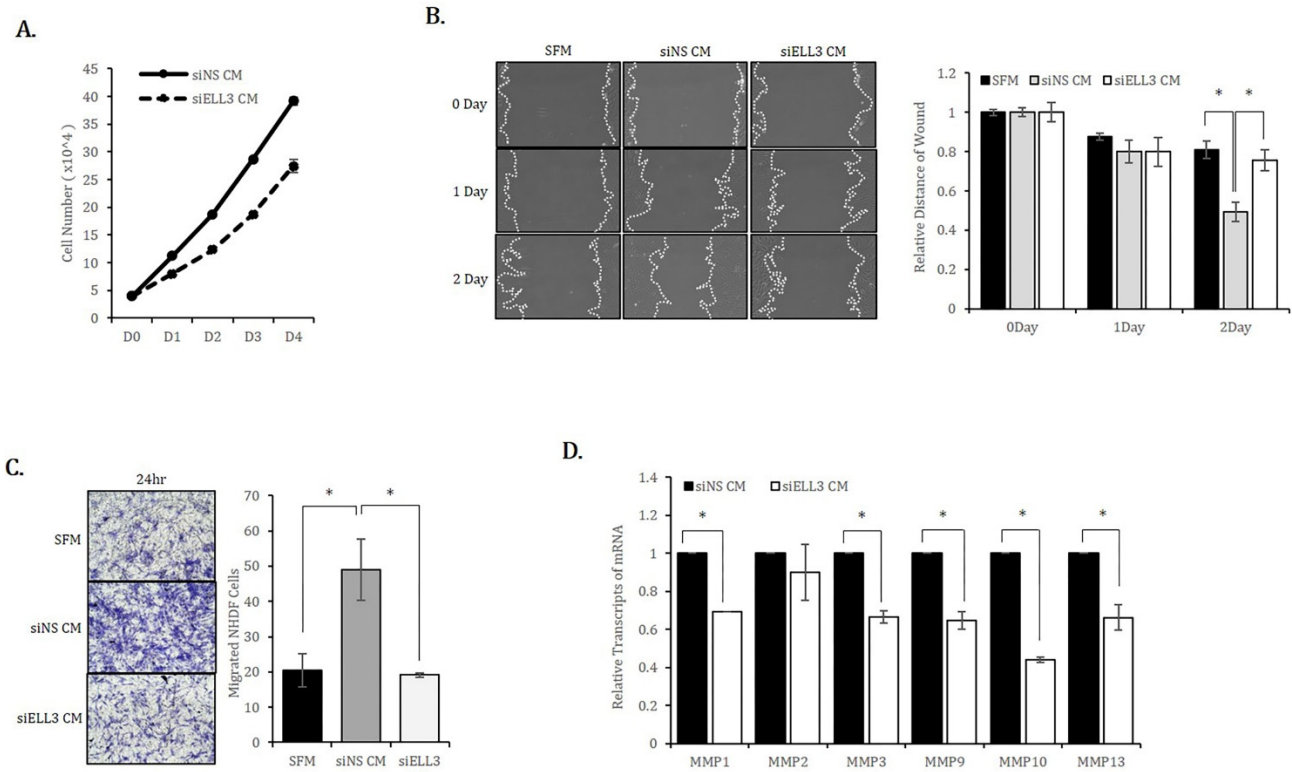 A.
45
40
35
30
25
20
15
10
5
0
Cell Number ( x10^4 )
siNS CM
siELL3 CM
D0 D1 D2 D3 D4
B.
SFM siNS CM siELL3 CM
0 Day
1 Day
2 Day
1.2
1
0.8
0.6
0.4
0.2
0
Relative Distance of Wound
SFM siNS CM siELL3 CM
* *
0Day 1Day 2Day
C.
24hr
SFM
siNS CM
siELL3 CM
70
60
50
40
30
20
10
0
Migrated NHDF Cells
* *
SFM siNS CM siELL3
D.
1.4
1.2
1
0.8
0.6
0.4
0.2
0
Relative Transcripts of mRNA
siNS CM siELL3 CM
* * * * *
MMP1 MMP2 MMP3 MMP9 MMP10 MMP13